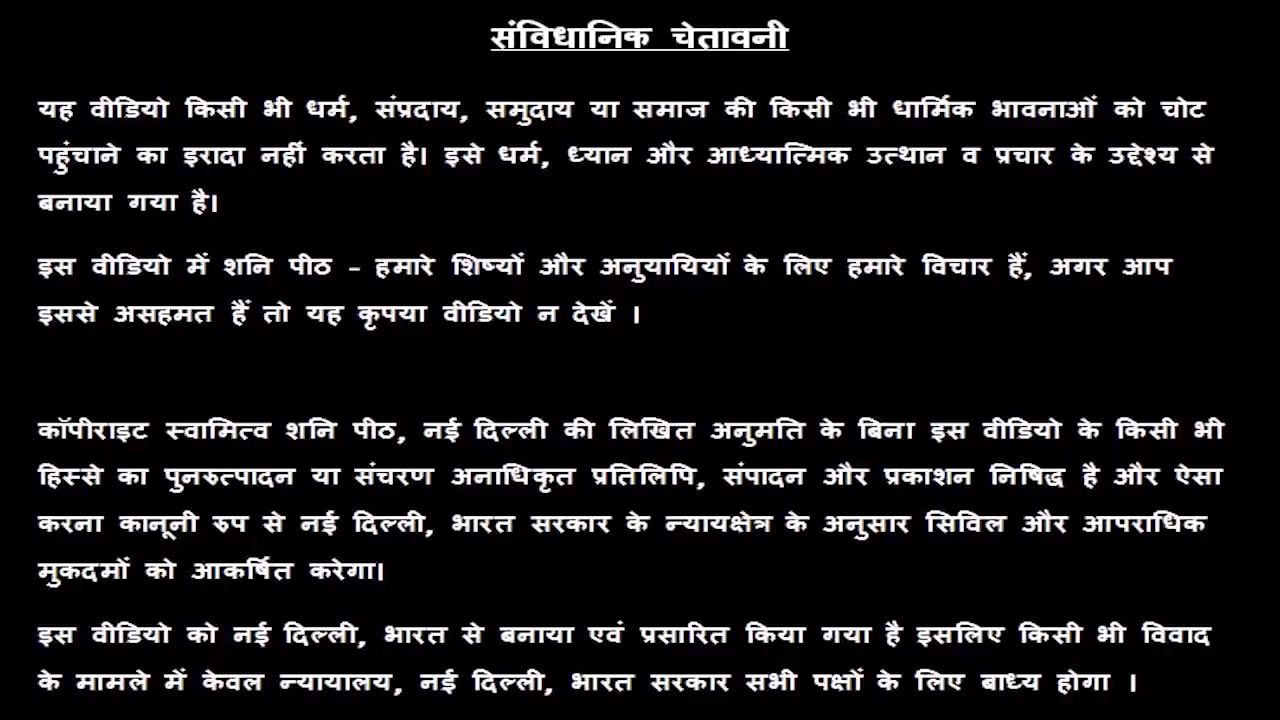 संविधानिक चेतावनी
यह वीडियो किसी भी धर्म, संप्रदाय, समुदाय या समाज की किसी भी धार्मिक भावनाओं को चोट
पहुंचाने का इरादा नहीं करता है। इसे धर्म, ध्यान और आध्यात्मिक उत्थान व प्रचार के उद्देश्य से
बनाया गया है।
इस वीडियो में शनि पीठ - हमारे शिष्यों और अनुयायियों के लिए हमारे विचार हैं, अगर आप
इससे असहमत हैं तो यह कृपया वीडियो न देखें ।
कॉपीराइट स्वामित्व शनि पीठ, नई दिल्ली की लिखित अनुमति के बिना इस वीडियो के किसी भी
हिस्से का पुनरुत्पादन या संचरण अनाधिकृत प्रतिलिपि, संपादन और प्रकाशन निषिद्ध है और ऐसा
करना कानूनी रुप से नई दिल्ली, भारत सरकार के न्यायक्षेत्र के अनुसार सिविल और आपराधिक
मुकदमों को आकर्षित करेगा।
इस वीडियो को नई दिल्ली, भारत से बनाया एवं प्रसारित किया गया है इसलिए किसी भी विवाद
के मामले में केवल न्यायालय, नई दिल्ली, भारत सरकार सभी पक्षों के लिए बाध्य होगा ।